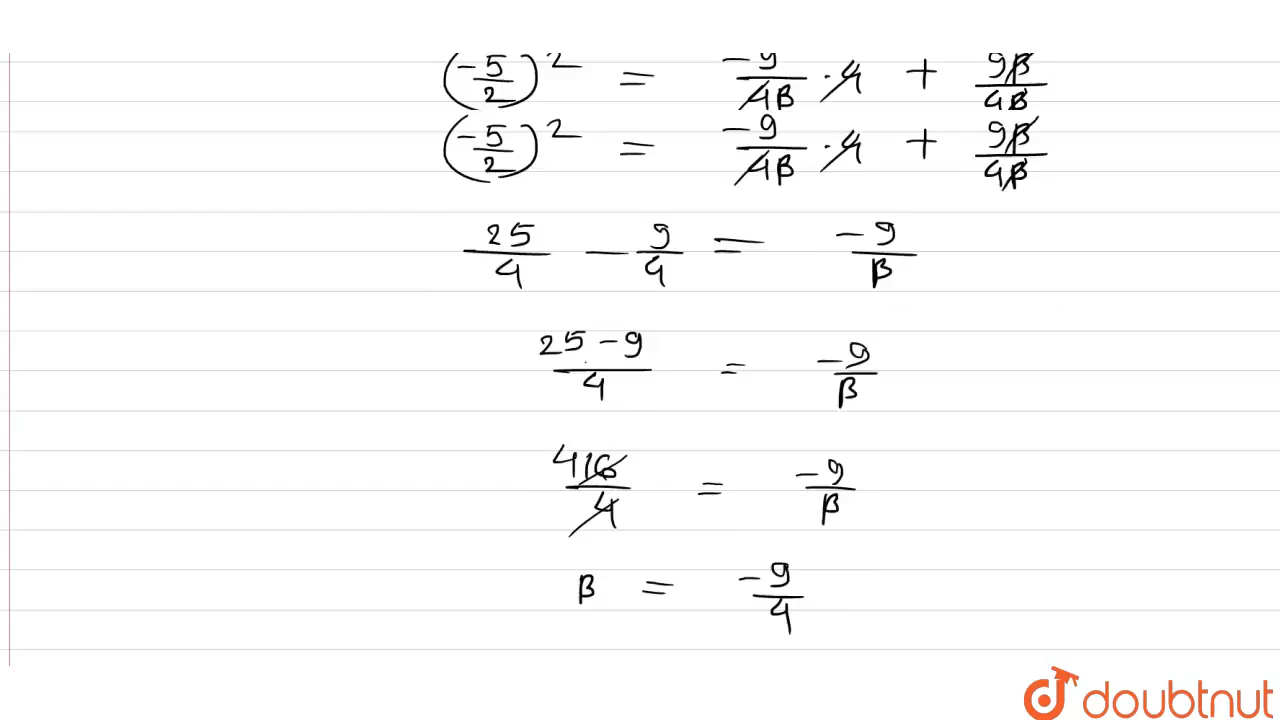 (-5/2)² = -9/4β · 4 + 9β/4β
(-5/2)² = -9/4β · 4 + 9β/4β
25/4 - 9/4 = -9/β
25-9/4 = -9/β
4 16/4 = -9/β
β = -9/4
doubtnut